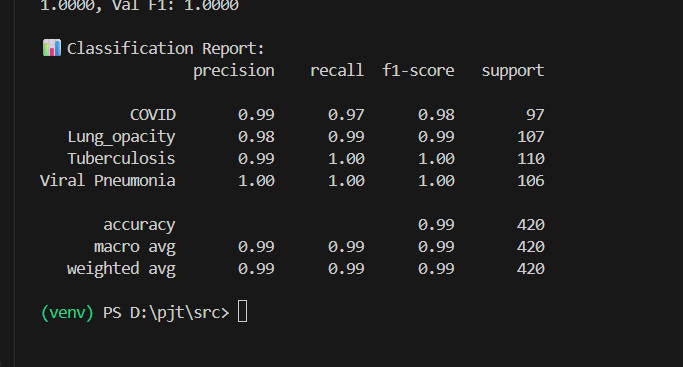 1.0000, Val F1: 1.0000
📊 Classification Report:
precision recall f1-score support
COVID 0.99 0.97 0.98 97
Lung_opacity 0.98 0.99 0.99 107
Tuberculosis 0.99 1.00 1.00 110
Viral Pneumonia 1.00 1.00 1.00 106
accuracy 0.99 420
macro avg 0.99 0.99 0.99 420
weighted avg 0.99 0.99 0.99 420
(venv) PS D:\pjt\src>